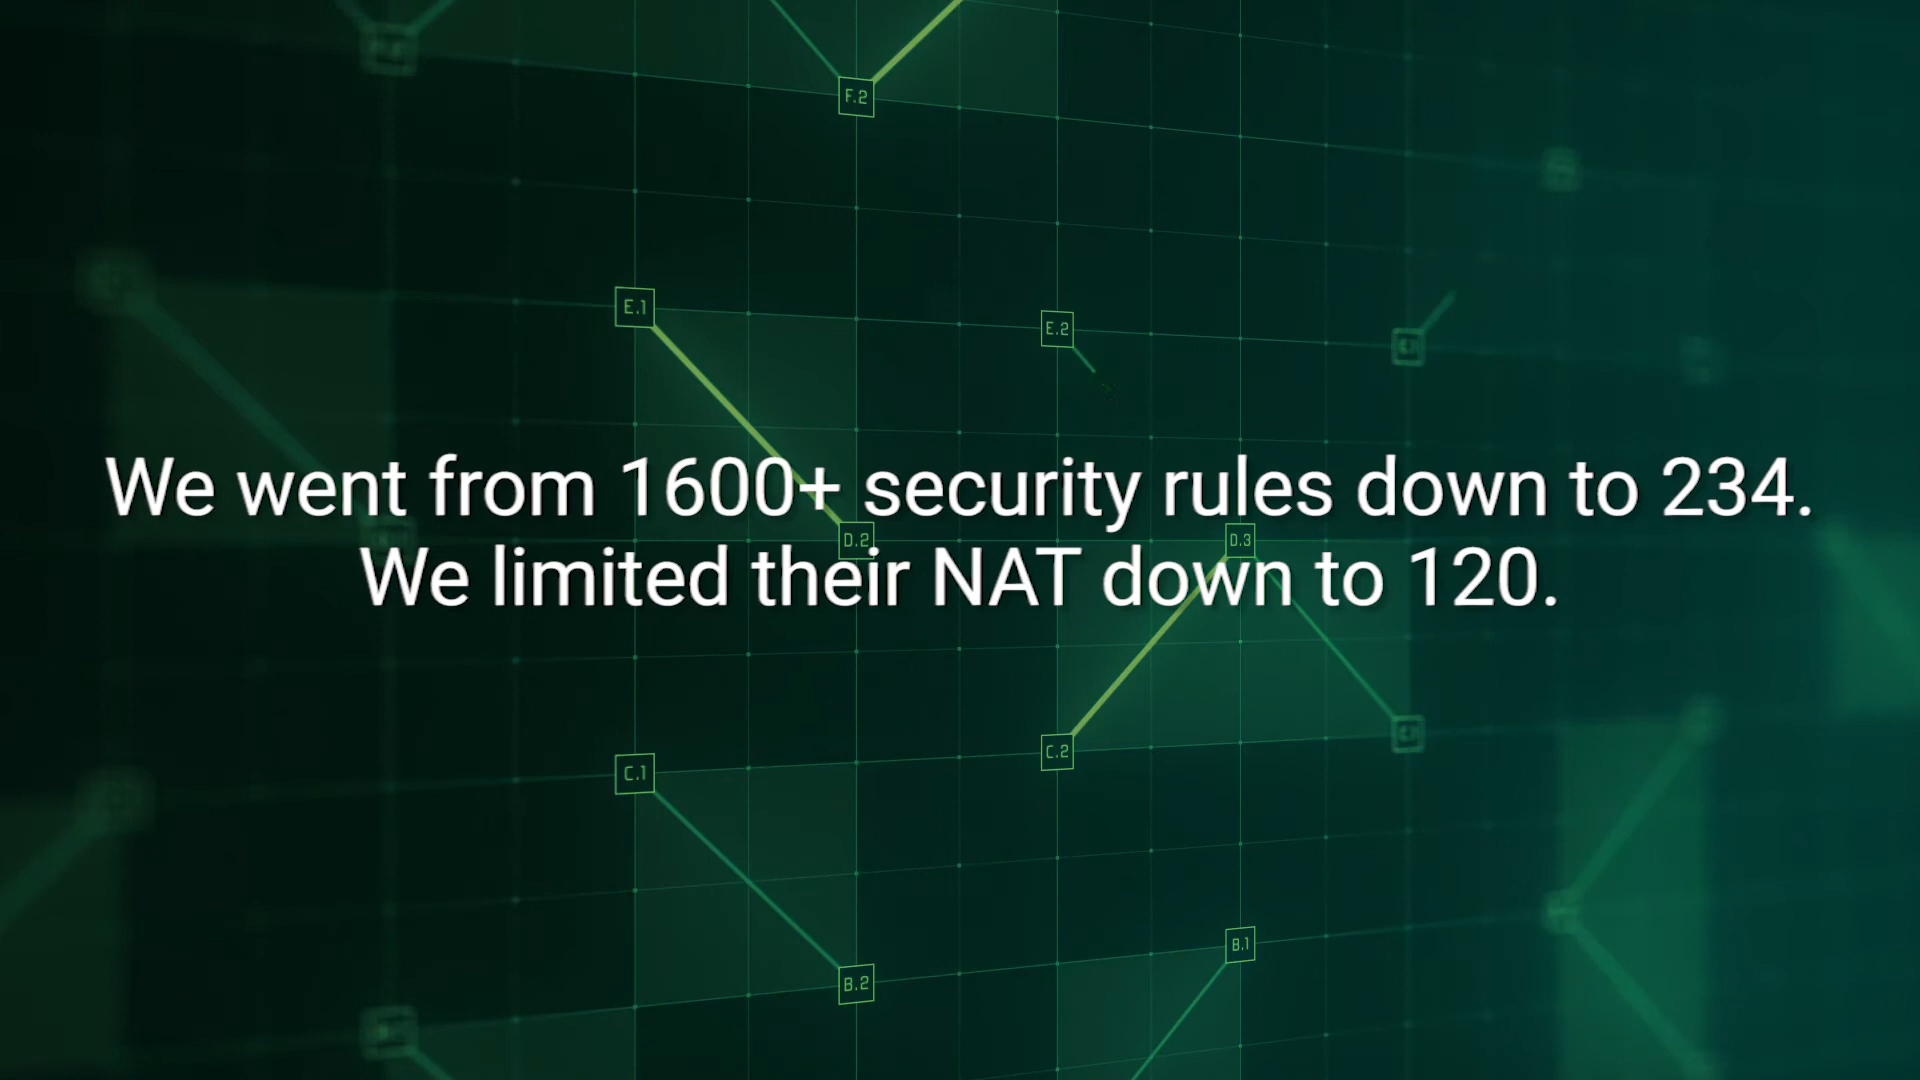 F.2
E.1
E.2
We went from 1600+ security rules down to 234.
D.2
D.3
We limited their NAT down to 120.
C.2
C.1
B.1
B.2